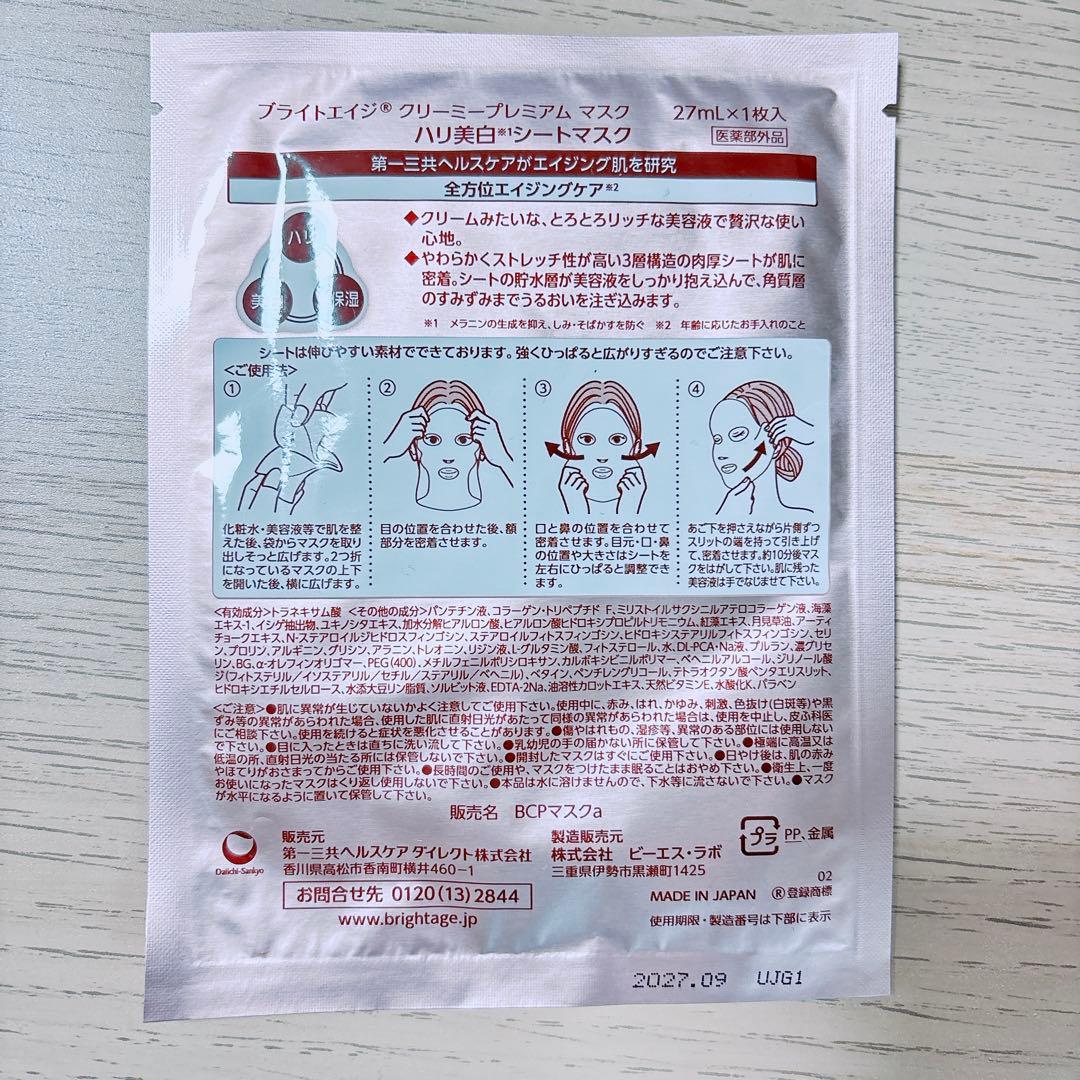 ブライトエイジ® クリーミープレミアム マスク 27mL×1枚入
ハリ美白※1シートマスク 医薬部外品
第一三共ヘルスケアがエイジング肌を研究
全方位エイジングケア※2
ハリ
美白
保湿
◆クリームみたいな、とろとろリッチな美容液で贅沢な使い
心地。
◆やわらかくストレッチ性が高い3層構造の肉厚シートが肌に
密着。シートの貯水層が美容液をしっかり抱え込んで、角質層
のすみずみまでうるおいを注ぎ込みます。
※1 メラニンの生成を抑え、しみ・そばかすを防ぐ ※2 年齢に応じたお手入れのこと
シートは伸びやすい素材でできております。強くひっぱると広がりすぎるのでご注意下さい。
<ご使用法>
①
化粧水・美容液等で肌を整
えた後、袋からマスクを取り
出しそっと広げます。2つ折
になっているマスクの上下
を開いた後、横に広げます。
②
目の位置を合わせた後、額
部分を密着させます。
③
口と鼻の位置を合わせて
密着させます。目元・口・鼻
の位置や大きさはシートを
左右にひっぱると調整でき
ます。
④
あご下を押さえながら片側ずつ
スリットの端を持って引き上げ
て、密着させます。約10分後マス
クをはがして下さい。肌に残った
美容液は手でなじませて下さい。
<有効成分>トラネキサム酸 <その他の成分>パンテチン液、コラーゲン・トリペプチド F、ミリストイルサクシニルアテロコラーゲン液、海藻
エキス-1、イシゲ抽出物、ユキノシタエキス、加水分解ヒアルロン酸、ヒアルロン酸ヒドロキシプロピルトリモニウム、紅藻エキス、月見草油、アーティ
チョークエキス、N-ステアロイルジヒドロスフィンゴシン、ステアロイルフィトスフィンゴシン、ヒドロキシステアリルフィトスフィンゴシン、セリ
ン、プロリン、アルギニン、グリシン、アラニン、トレオニン、リジン液、L-グルタミン酸、フィトステロール、水、DL-PCA・Na液、プルラン、濃グリセ
リン、BG、α-オレフィンオリゴマー、PEG(400)、メチルフェニルポリシロキサン、カルボキシビニルポリマー、ベヘニルアルコール、ジリノール酸
ジ(フィトステリル/イソステアリル/セチル/ステアリル/ベヘニル)、ベタイン、ペンチレングリコール、テトラオクタン酸ペンタエリスリット、
ヒドロキシエチルセルロース、水添大豆リン脂質、ソルビット液、EDTA-2Na、油溶性カロットエキス、天然ビタミンE、水酸化K、パラベン
<ご注意>●肌に異常が生じていないかよく注意してご使用下さい。使用中に、赤み、はれ、かゆみ、刺激、色抜け(白斑等)や黒
ずみ等の異常があらわれた場合、使用した肌に直射日光があたって同様の異常があらわれた場合は、使用を中止し、皮ふ科医
にご相談下さい。使用を続けると症状を悪化させることがあります。●傷やはれもの、湿疹等、異常のある部位には使用しない
で下さい。●目に入ったときは直ちに洗い流して下さい。●乳幼児の手の届かない所に保管して下さい。●極端に高温又は
低温の所、直射日光の当たる所には保管しないで下さい。●開封したマスクはすぐにご使用下さい。●日やけ後は、肌の赤み
やほてりがおさまってからご使用下さい。●長時間のご使用や、マスクをつけたまま眠ることはおやめ下さい。●衛生上、一度
お使いになったマスクはくり返し使用しないで下さい。●本品は水に溶けませんので、下水等に流さないで下さい。●マスク
が水平になるように置いて保管して下さい。
販売名 BCPマスクa
Daiichi-Sankyo
販売元
第一三共ヘルスケア ダイレクト株式会社
香川県高松市香南町横井460-1
お問合せ先 0120(13)2844
www.brightage.jp
製造販売元
株式会社 ビーエス・ラボ
三重県伊勢市黒瀬町1425
プラ PP、金属
02
MADE IN JAPAN ®登録商標
使用期限・製造番号は下部に表示
2027.09 UJG1